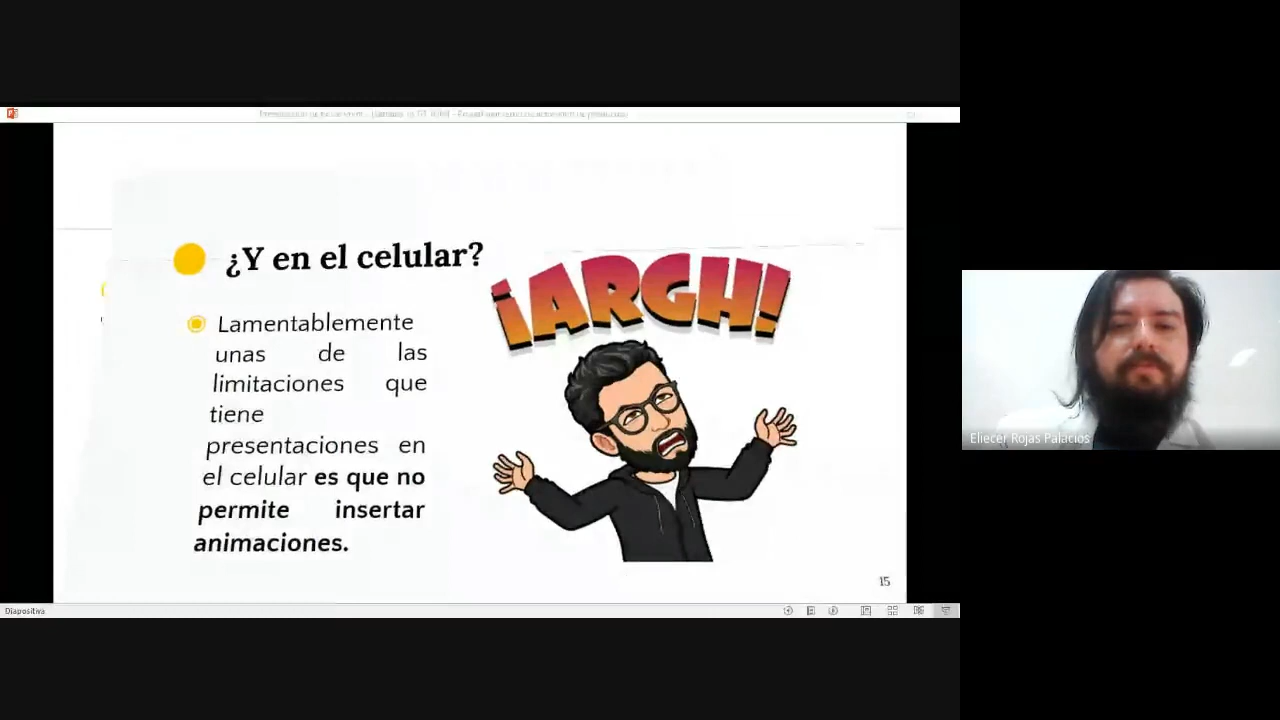 ¿Y en el celular?
¡ARGH!
Lamentablemente
unas de las
limitaciones que
tiene
presentaciones en
el celular es que no
permite insertar
animaciones.
15
Diapositiva
Eliecer Rojas Palacios